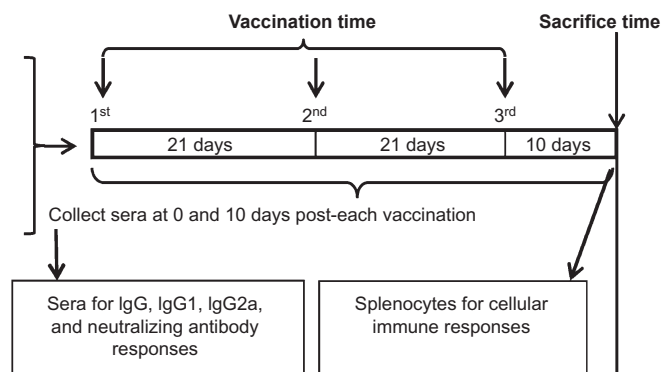 Vaccination time
Sacrifice time
1st
2nd
3rd
21 days
21 days
10 days
Collect sera at 0 and 10 days post-each vaccination
Sera for IgG, IgG1, IgG2a,
and neutralizing antibody
responses
Splenocytes for cellular
immune responses